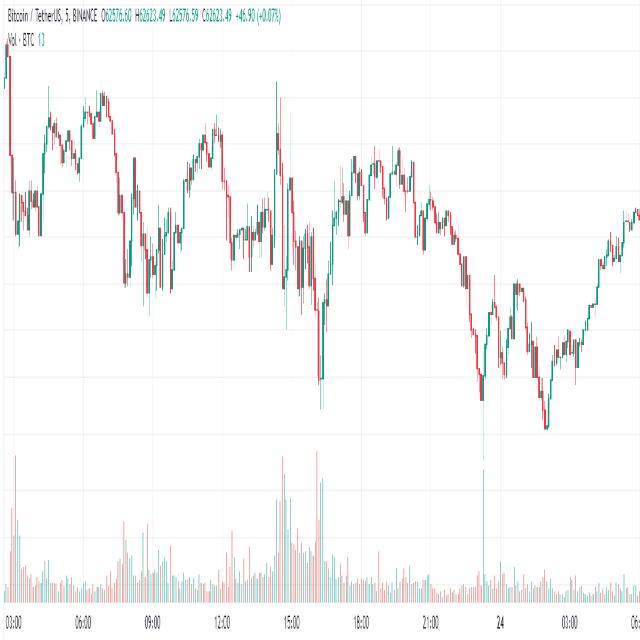 Bitcoin / TetherUS, 5, BINANCE O62576.60 H62623.49 L62576.59 C62623.49 +46.90 (+0.07%)
Vol · BTC 13
03:00 06:00 09:00 12:00 15:00 18:00 21:00 24 03:00 06: